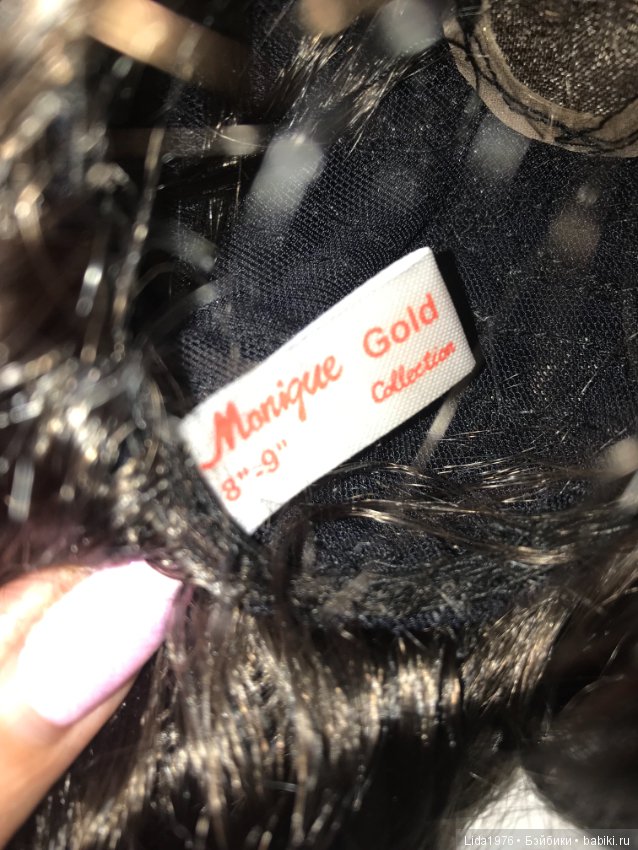 Monique Gold
Collection
8"-9"
Lida1976 • Бэйбики • babiki.ru